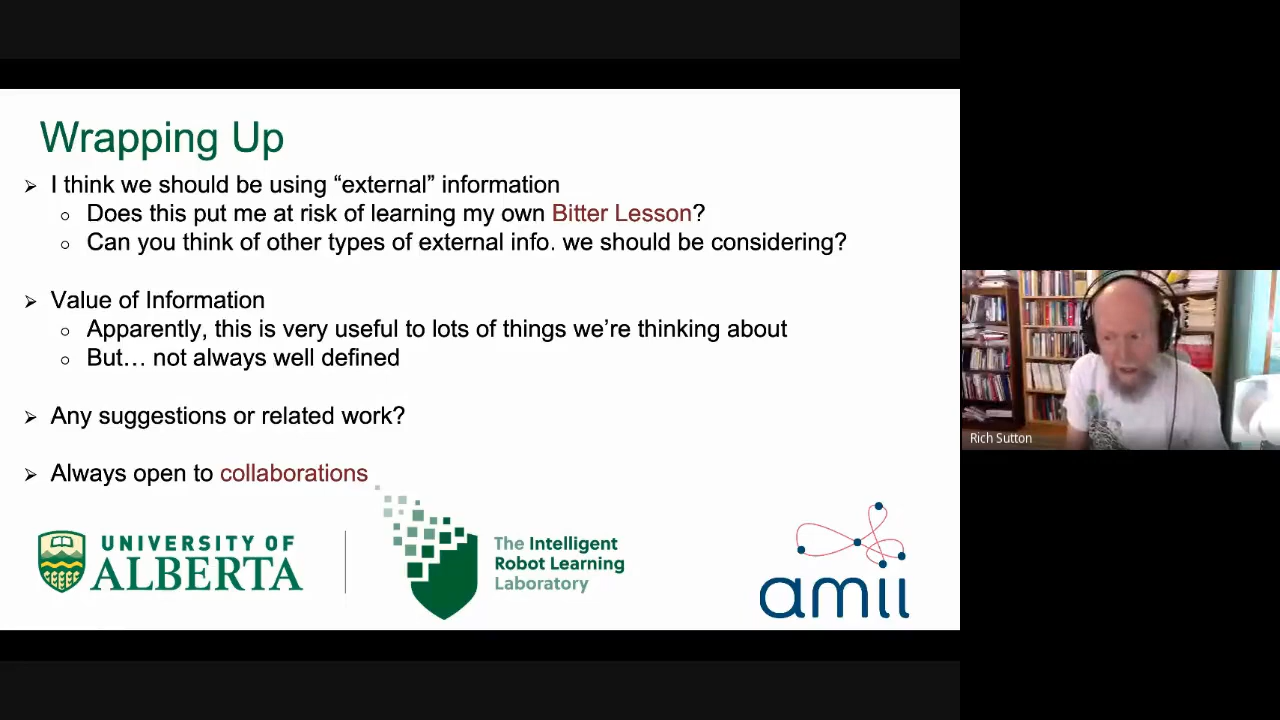 Wrapping Up
➢ I think we should be using “external” information
○ Does this put me at risk of learning my own Bitter Lesson?
○ Can you think of other types of external info. we should be considering?
➢ Value of Information
○ Apparently, this is very useful to lots of things we’re thinking about
○ But… not always well defined
➢ Any suggestions or related work?
➢ Always open to collaborations
UNIVERSITY OF
ALBERTA
The Intelligent
Robot Learning
Laboratory
amii
Rich Sutton